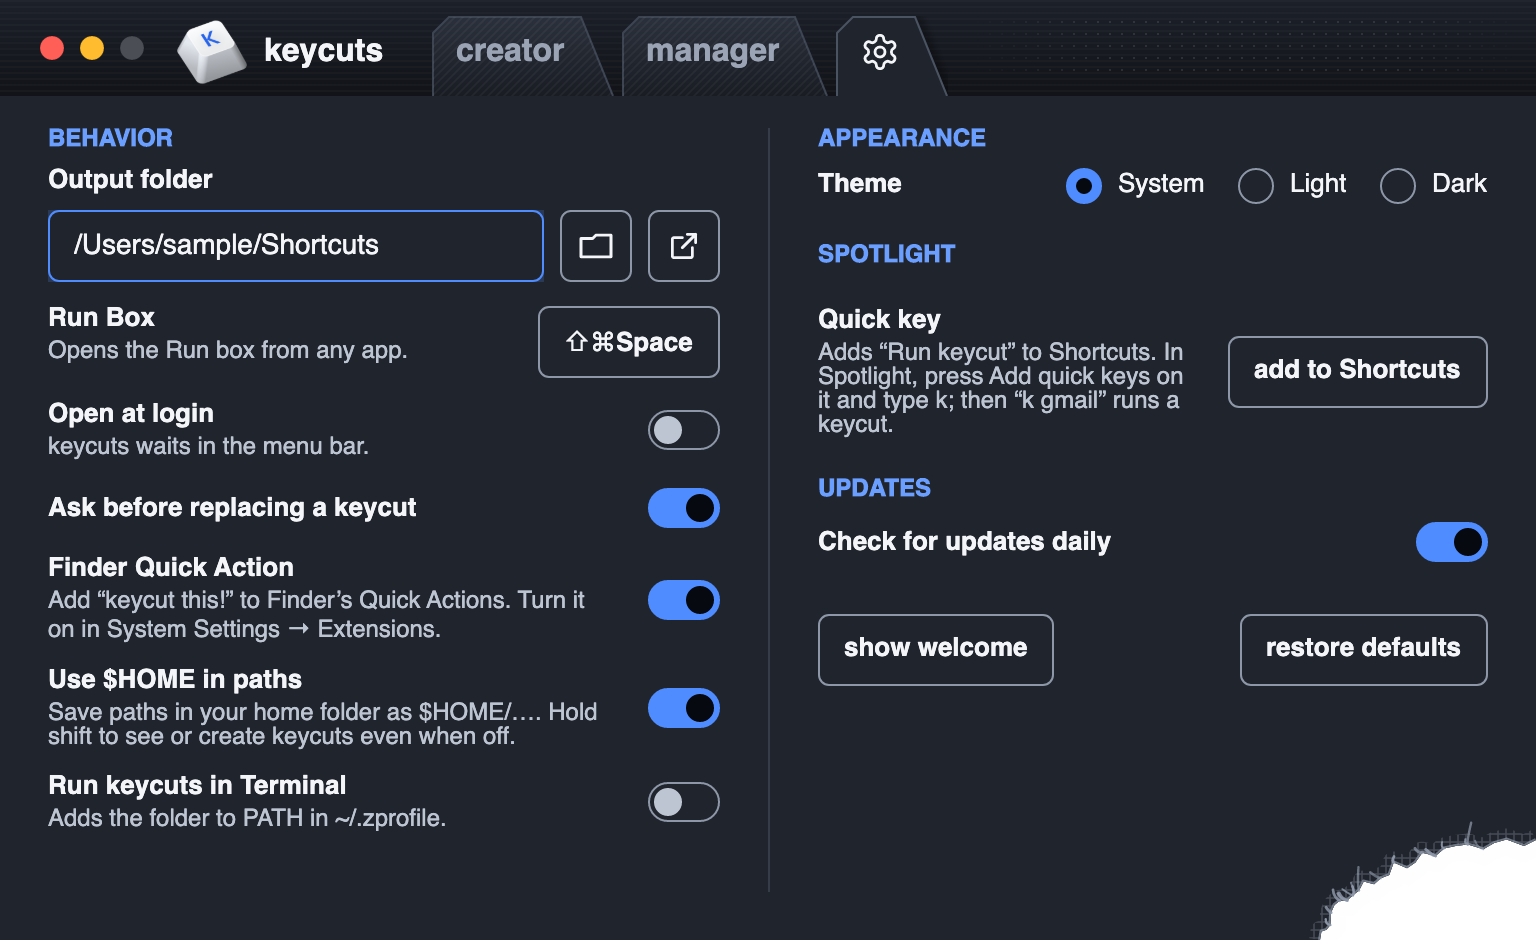 K
keycuts
creator
manager
BEHAVIOR
Output folder
/Users/sample/Shortcuts
Run Box
Opens the Run box from any app.
⇧⌘Space
Open at login
keycuts waits in the menu bar.
Ask before replacing a keycut
Finder Quick Action
Add “keycut this!” to Finder’s Quick Actions. Turn it
on in System Settings → Extensions.
Use $HOME in paths
Save paths in your home folder as $HOME/…. Hold
shift to see or create keycuts even when off.
Run keycuts in Terminal
Adds the folder to PATH in ~/.zprofile.
APPEARANCE
Theme
System
Light
Dark
SPOTLIGHT
Quick key
Adds “Run keycut” to Shortcuts. In
Spotlight, press Add quick keys on
it and type k; then “k gmail” runs a
keycut.
add to Shortcuts
UPDATES
Check for updates daily
show welcome
restore defaults